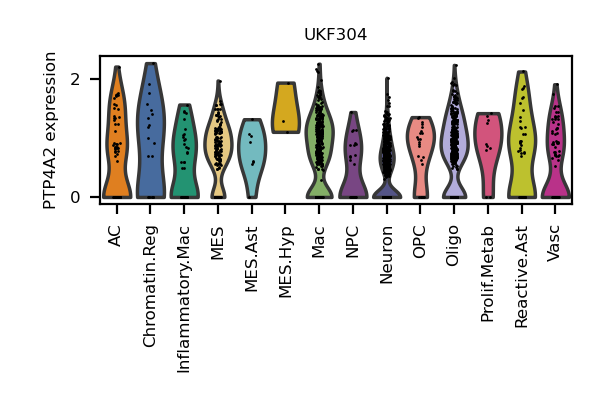 UKF304
PTP4A2 expression
2
0
AC
Chromatin.Reg
Inflammatory.Mac
MES
MES.Ast
MES.Hyp
Mac
NPC
Neuron
OPC
Oligo
Prolif.Metab
Reactive.Ast
Vasc